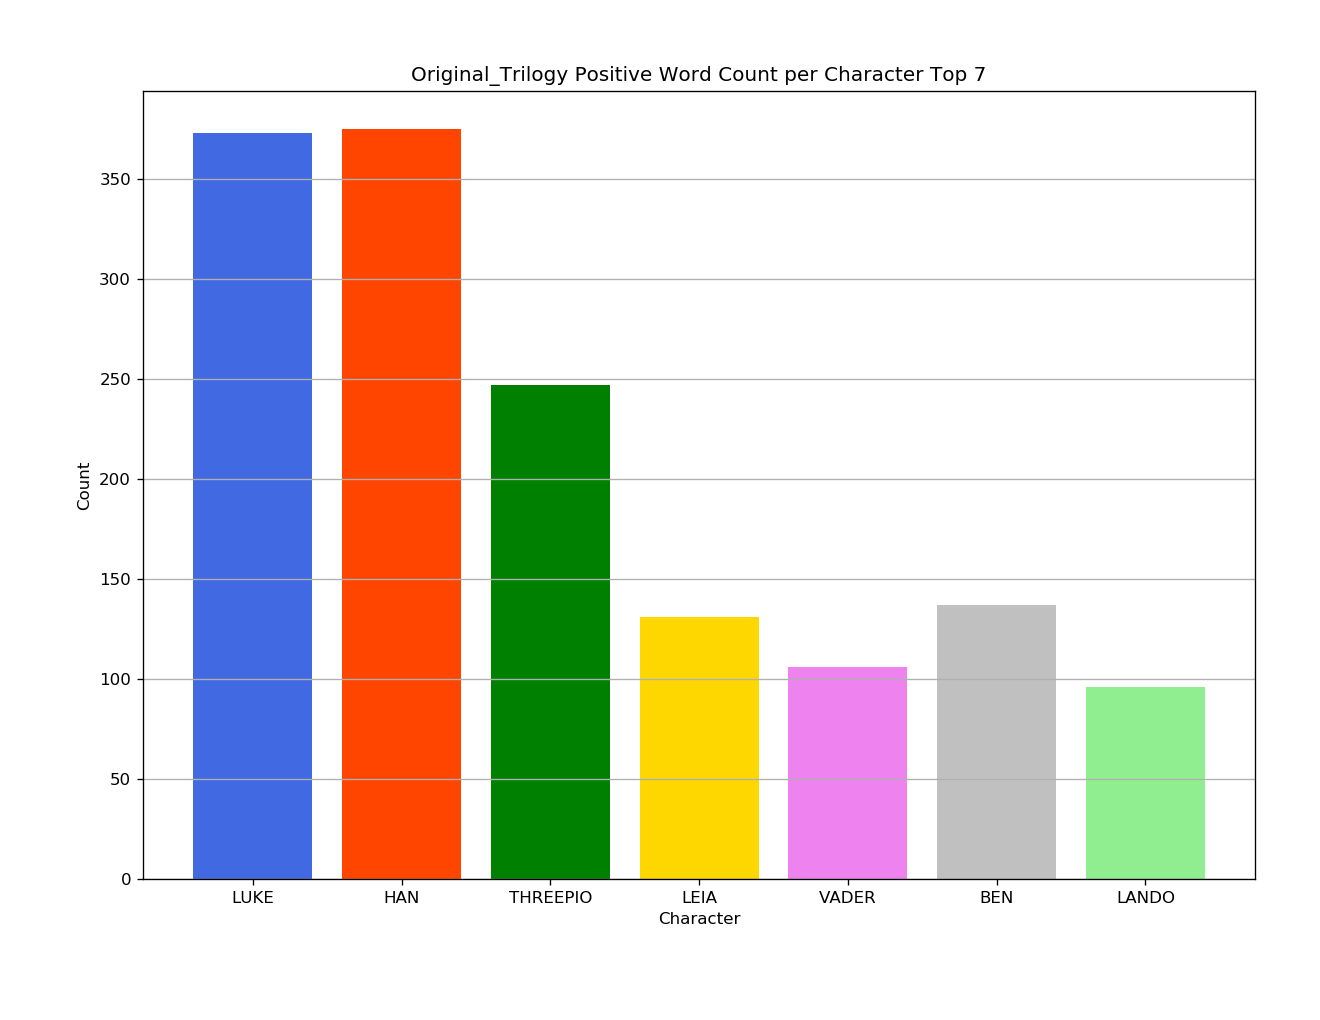 Original_Trilogy Positive Word Count per Character Top 7
350
300
250
200
150
100
50
0
Count
LUKE HAN THREEPIO LEIA VADER BEN LANDO
Character